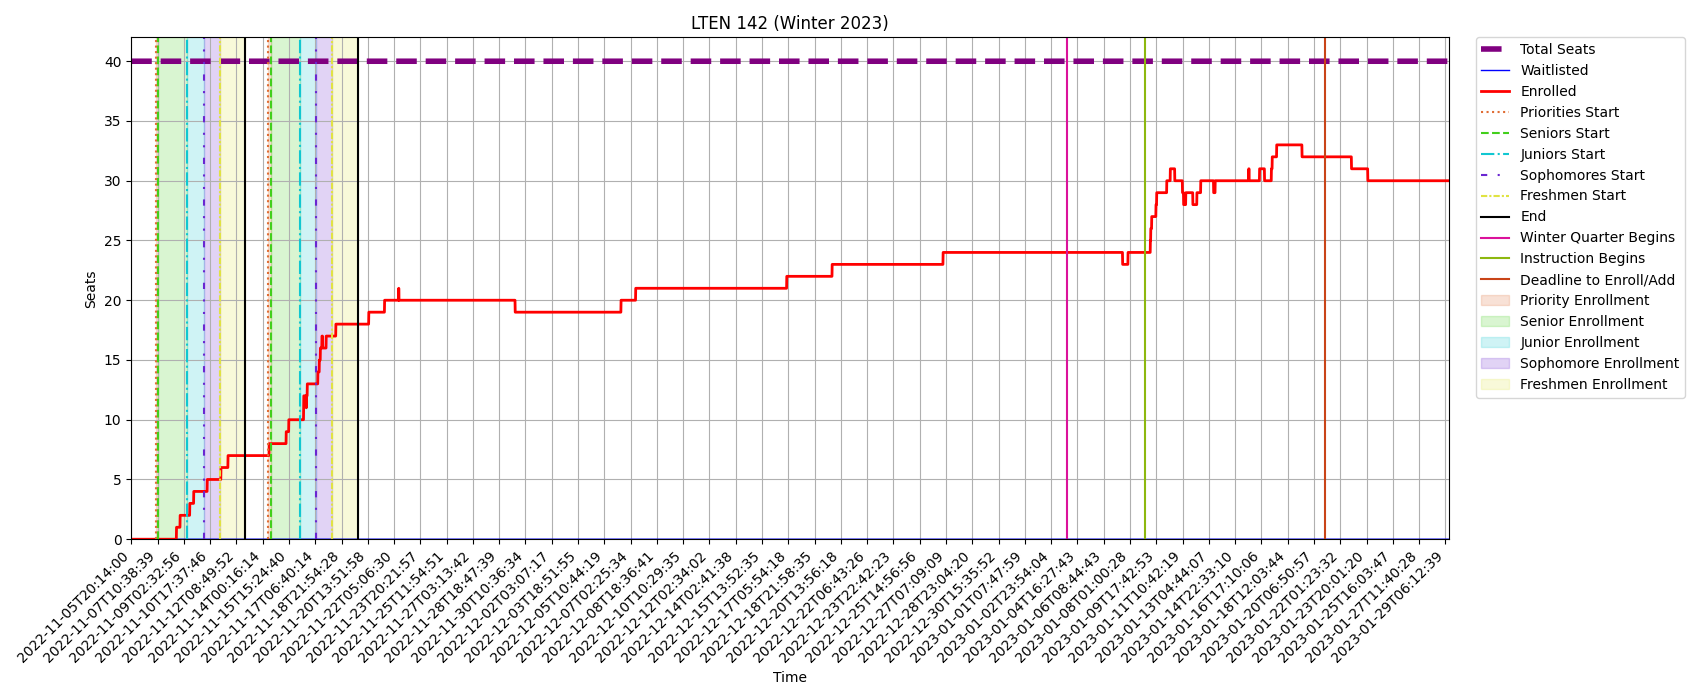 LTEN 142 (Winter 2023)
Seats
40
35
30
25
20
15
10
5
0
2022-11-05T20:14:00
2022-11-07T10:38:39
2022-11-09T02:32:56
2022-11-10T17:37:46
2022-11-12T08:49:52
2022-11-14T00:16:14
2022-11-15T15:24:40
2022-11-17T06:40:14
2022-11-18T21:54:28
2022-11-20T13:51:58
2022-11-22T05:06:30
2022-11-23T20:21:57
2022-11-25T11:54:51
2022-11-27T03:13:42
2022-11-28T18:47:39
2022-11-30T10:36:34
2022-12-02T03:07:17
2022-12-03T18:51:55
2022-12-05T10:44:19
2022-12-07T02:25:34
2022-12-08T18:36:41
2022-12-10T10:29:35
2022-12-12T02:34:02
2022-12-14T02:41:38
2022-12-15T13:52:35
2022-12-17T05:54:18
2022-12-18T21:58:35
2022-12-20T13:56:18
2022-12-22T06:43:26
2022-12-23T22:42:23
2022-12-25T14:56:56
2022-12-27T07:09:09
2022-12-28T23:04:20
2022-12-30T15:35:52
2023-01-01T07:47:59
2023-01-02T23:54:04
2023-01-04T16:27:43
2023-01-06T08:44:43
2023-01-08T01:00:28
2023-01-09T17:42:53
2023-01-11T10:42:19
2023-01-13T04:44:07
2023-01-14T22:33:10
2023-01-16T17:10:06
2023-01-18T12:03:44
2023-01-20T06:50:57
2023-01-22T01:23:32
2023-01-23T20:01:20
2023-01-25T16:03:47
2023-01-27T11:40:28
2023-01-29T06:12:39
Time
Total Seats
Waitlisted
Enrolled
Priorities Start
Seniors Start
Juniors Start
Sophomores Start
Freshmen Start
End
Winter Quarter Begins
Instruction Begins
Deadline to Enroll/Add
Priority Enrollment
Senior Enrollment
Junior Enrollment
Sophomore Enrollment
Freshmen Enrollment